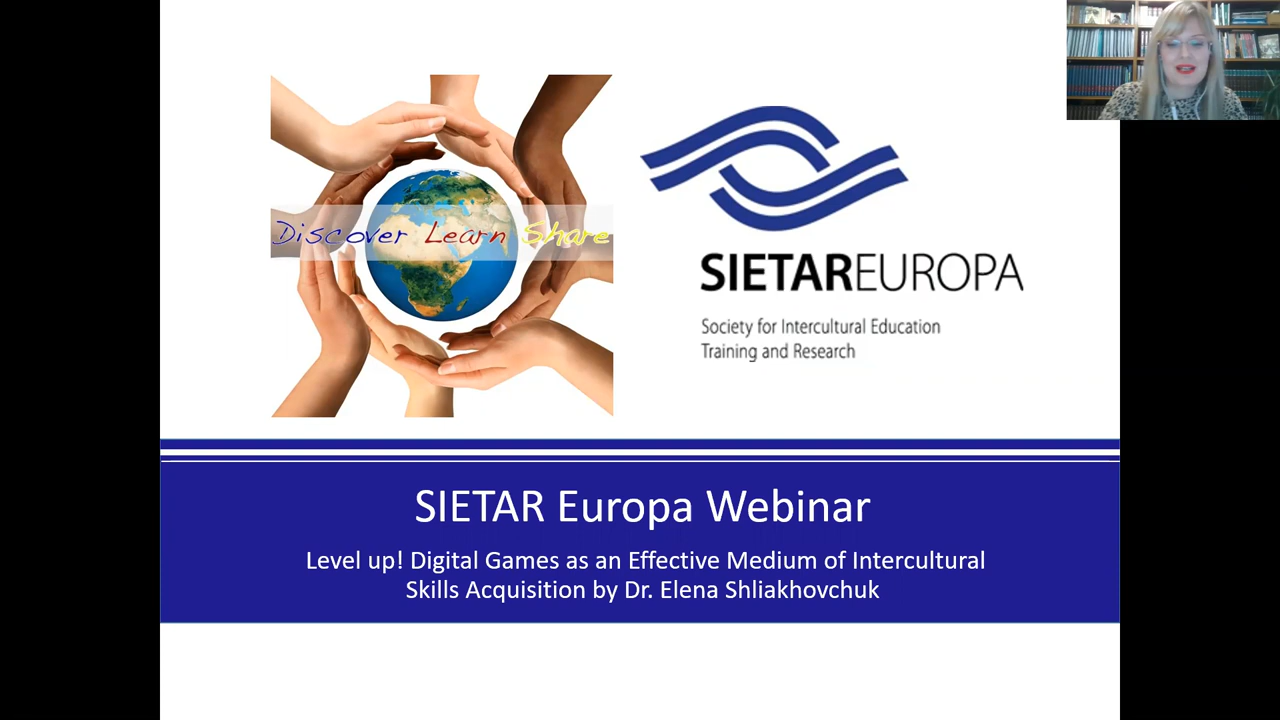 Discover Learn Share
SIETAREUROPA
Society for Intercultural Education
Training and Research
SIETAR Europa Webinar
Level up! Digital Games as an Effective Medium of Intercultural
Skills Acquisition by Dr. Elena Shliakhovchuk